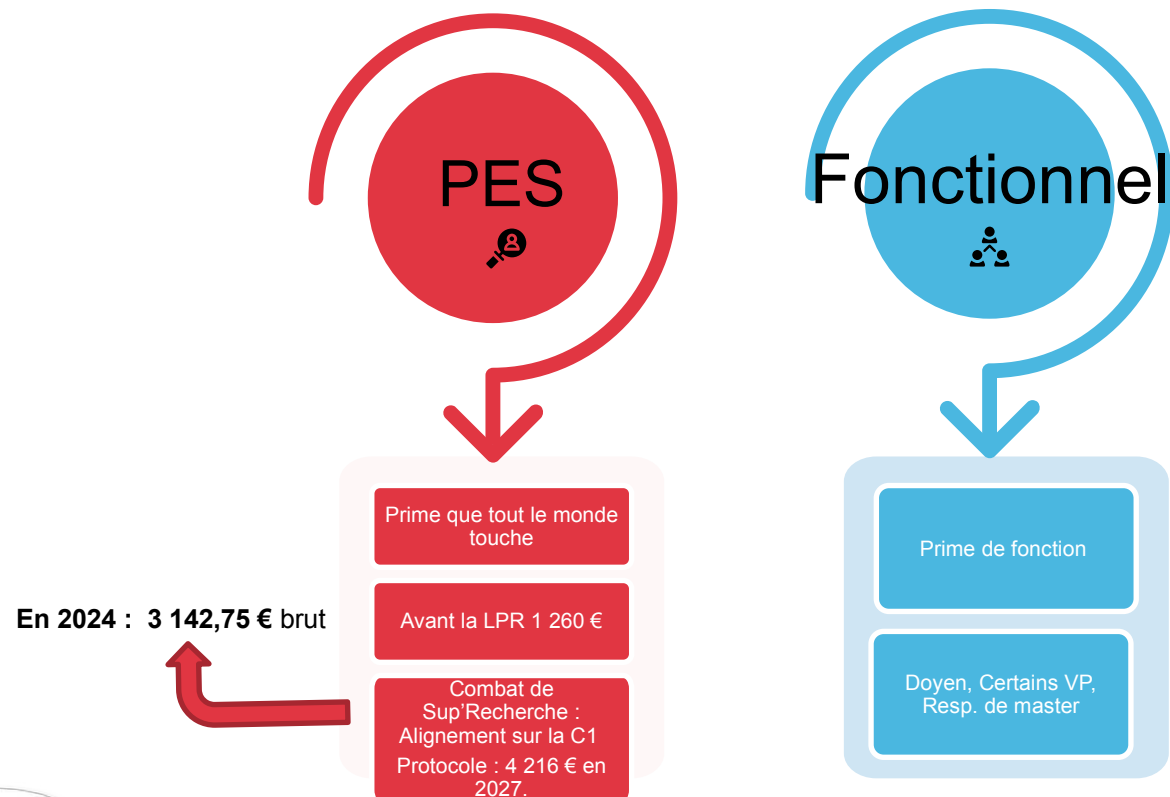 PES
Prime que tout le monde
touche
Avant la LPR 1 260 €
En 2024 : 3 142,75 € brut
Combat de
Sup’Recherche :
Alignement sur la C1
Protocole : 4 216 € en
2027.
Fonctionnel
Prime de fonction
Doyen, Certains VP,
Resp. de master